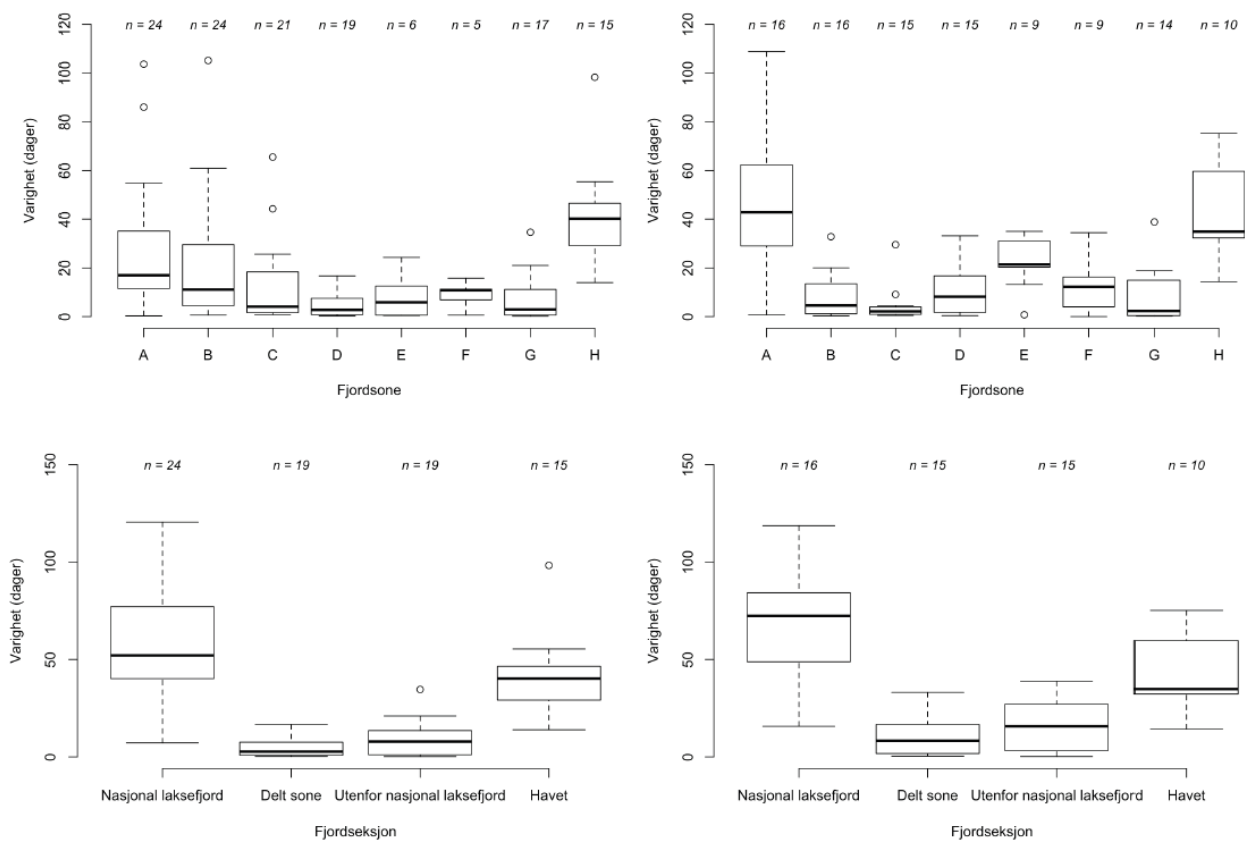 n = 24 n = 24 n = 21 n = 19 n = 6 n = 5 n = 17 n = 15
120
100
80
60
40
20
0
Varighet (dager)
A B C D E F G H
Fjordsone
n = 16 n = 16 n = 15 n = 15 n = 9 n = 9 n = 14 n = 10
120
100
80
60
40
20
0
Varighet (dager)
A B C D E F G H
Fjordsone
n = 24 n = 19 n = 19 n = 15
150
100
50
0
Varighet (dager)
Nasjonal laksefjord Delt sone Utenfor nasjonal laksefjord Havet
Fjordseksjon
n = 16 n = 15 n = 15 n = 10
150
100
50
0
Varighet (dager)
Nasjonal laksefjord Delt sone Utenfor nasjonal laksefjord Havet
Fjordseksjon